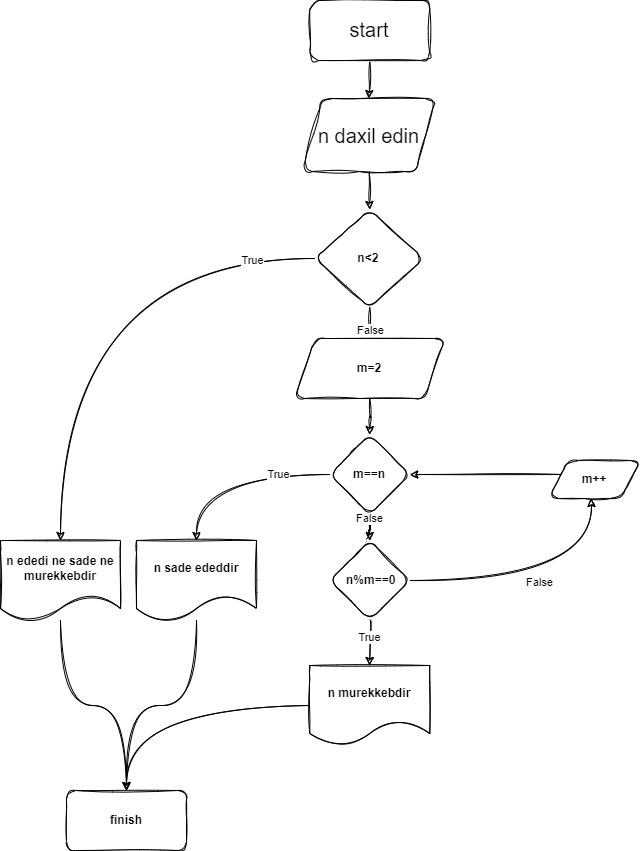 start
n daxil edin
n<2
True
False
m=2
m==n
True
m++
False
n ededi ne sade ne
murekkebdir
n sade ededdir
n%m==0
False
True
n murekkebdir
finish